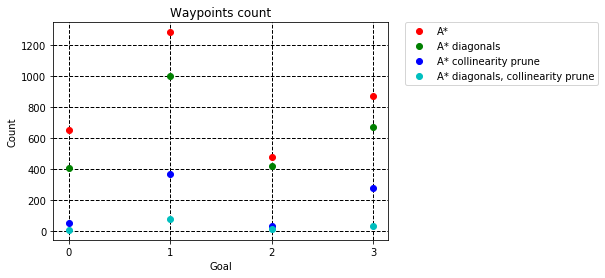 Waypoints count
1200
1000
800
600
400
200
0
Count
0 1 2 3
Goal
A*
A* diagonals
A* collinearity prune
A* diagonals, collinearity prune